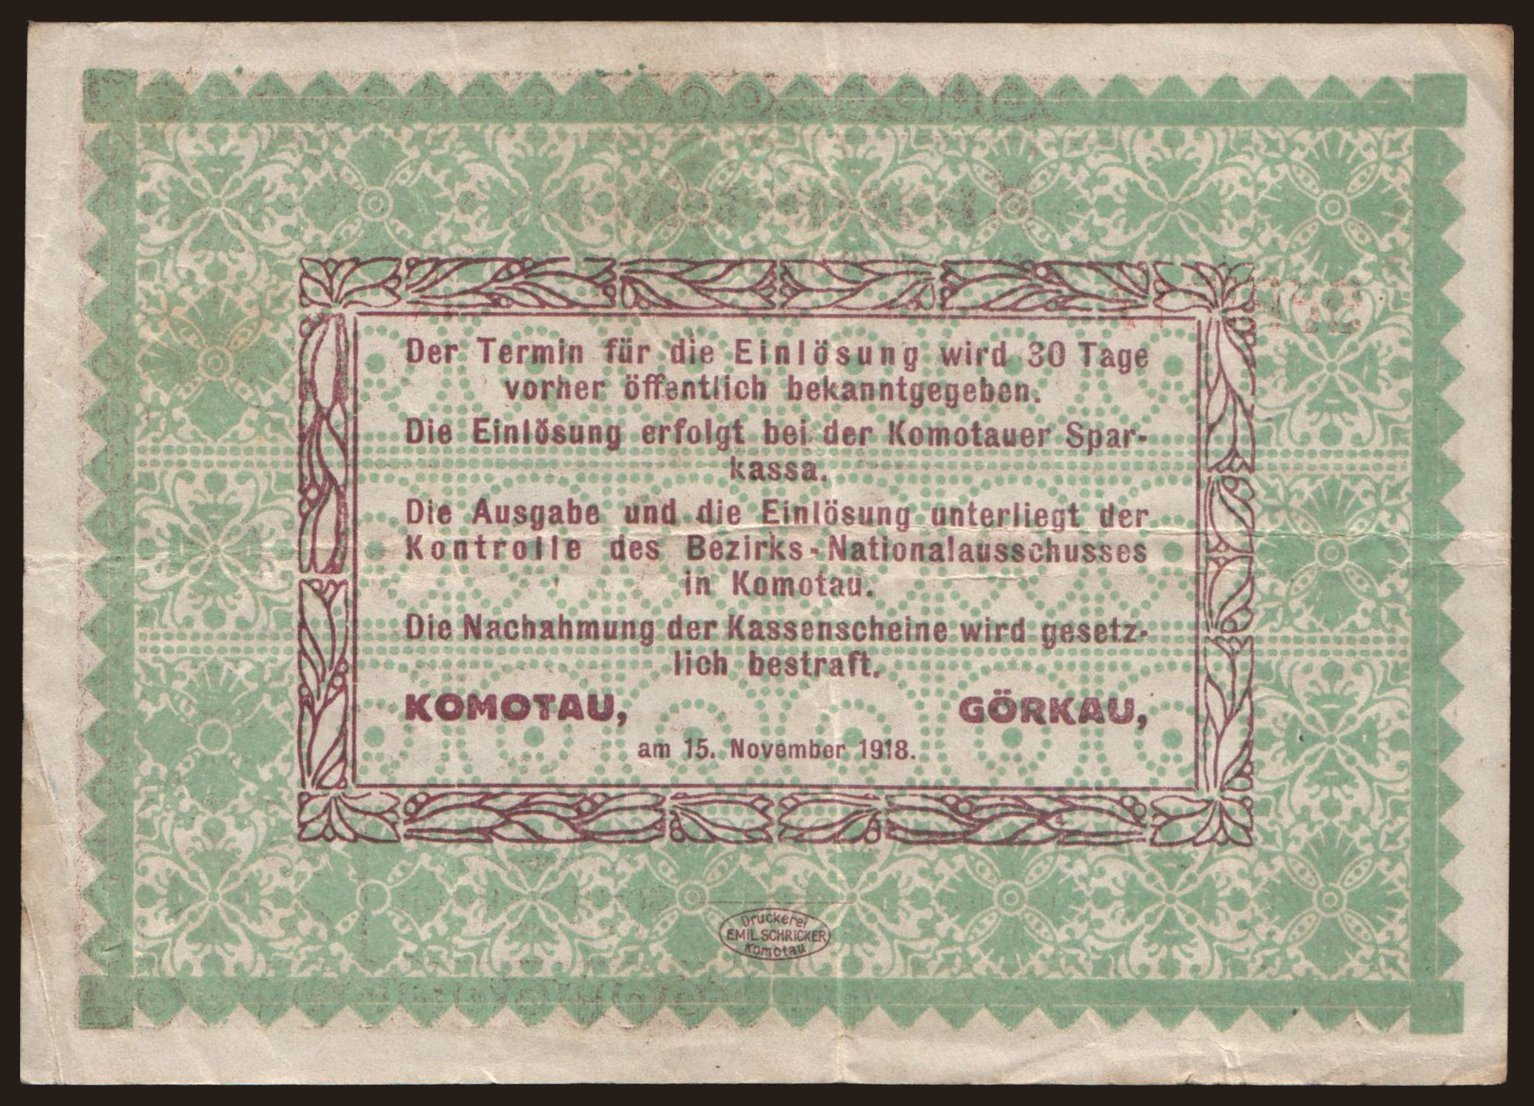 Der Termin für die Einlösung wird 30 Tage
vorher öffentlich bekanntgegeben.
Die Einlösung erfolgt bei der Komotauer Spar-
kassa.
Die Ausgabe und die Einlösung unterliegt der
Kontrolle des Bezirks-Nationalausschusses
in Komotau.
Die Nachahmung der Kassenscheine wird gesetz-
lich bestraft.
KOMOTAU, GÖRKAU,
am 15. November 1918.
Druckerei
EMIL SCHRICKER
Komotau